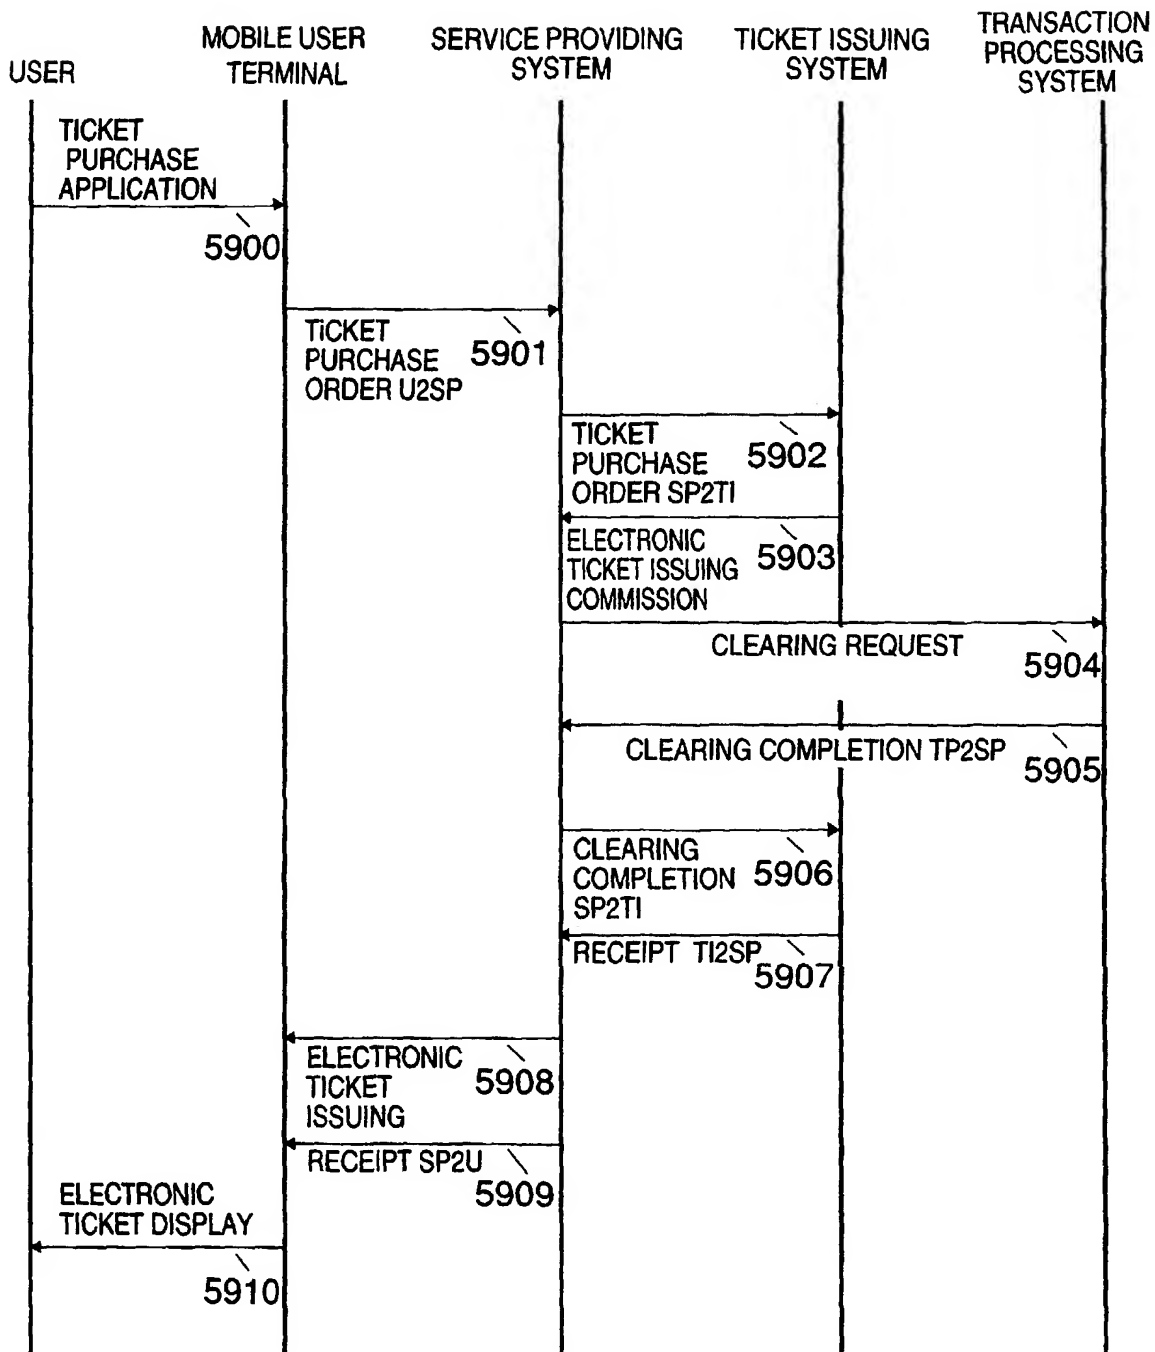 USER
MOBILE USER
TERMINAL
SERVICE PROVIDING
SYSTEM
TICKET ISSUING
SYSTEM
TRANSACTION
PROCESSING
SYSTEM
TICKET
PURCHASE
APPLICATION
5900
TICKET
PURCHASE
ORDER U2SP
5901
TICKET
PURCHASE
ORDER SP2TI
5902
ELECTRONIC
TICKET ISSUING
COMMISSION
5903
CLEARING REQUEST
5904
CLEARING COMPLETION TP2SP
5905
CLEARING
COMPLETION
SP2TI
5906
RECEIPT TI2SP
5907
ELECTRONIC
TICKET
ISSUING
5908
RECEIPT SP2U
5909
ELECTRONIC
TICKET DISPLAY
5910